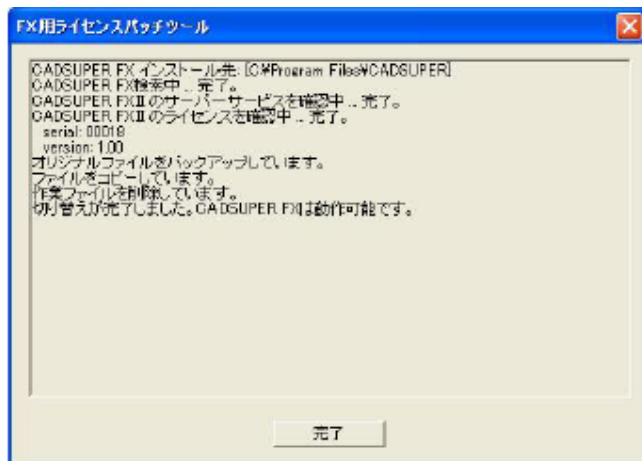 FX用ライセンスパッチツール
CADSUPER FX インストール先: [C:¥Program Files¥CADSUPER]
CADSUPER FX検索中 ... 完了。
CADSUPER FXⅡのサーバーサービスを確認中 ... 完了。
CADSUPER FXⅡのライセンスを確認中 ... 完了。
serial: 00019
version: 1.00
オリジナルファイルをバックアップしています。
ファイルをコピーしています。
作業ファイルを削除しています。
切り替えが完了しました。CADSUPER FXは動作可能です。
完了